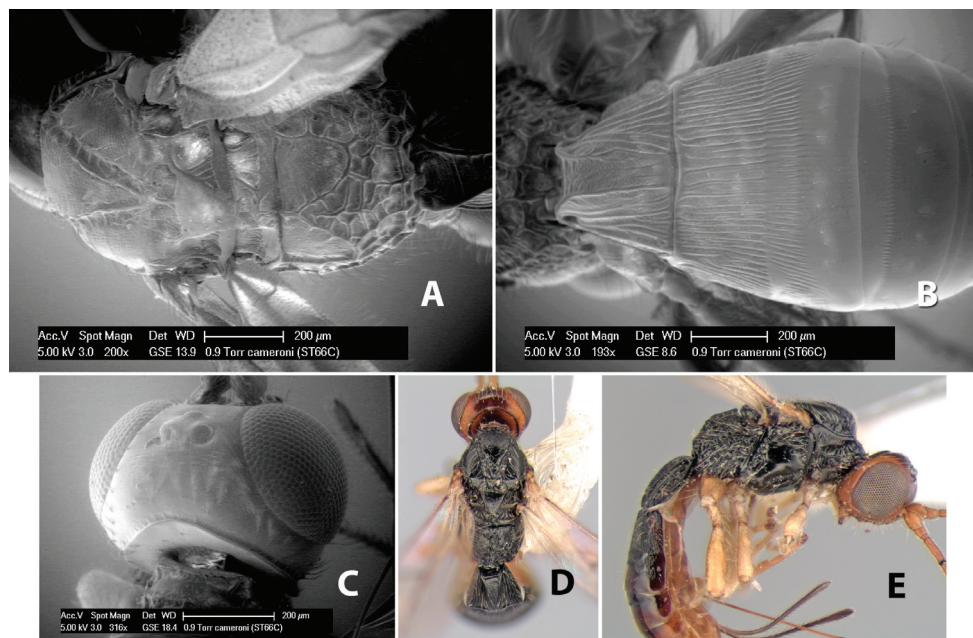 A
Acc.V Spot Magn Det WD 200 µm
5.00 kV 3.0 200x GSE 13.9 0.9 Torr cameroni (ST66C)
B
Acc.V Spot Magn Det WD 200 µm
5.00 kV 3.0 193x GSE 8.6 0.9 Torr cameroni (ST66C)
C
Acc.V Spot Magn Det WD 200 µm
5.00 kV 3.0 316x GSE 18.4 0.9 Torr cameroni (ST66C)
D
E